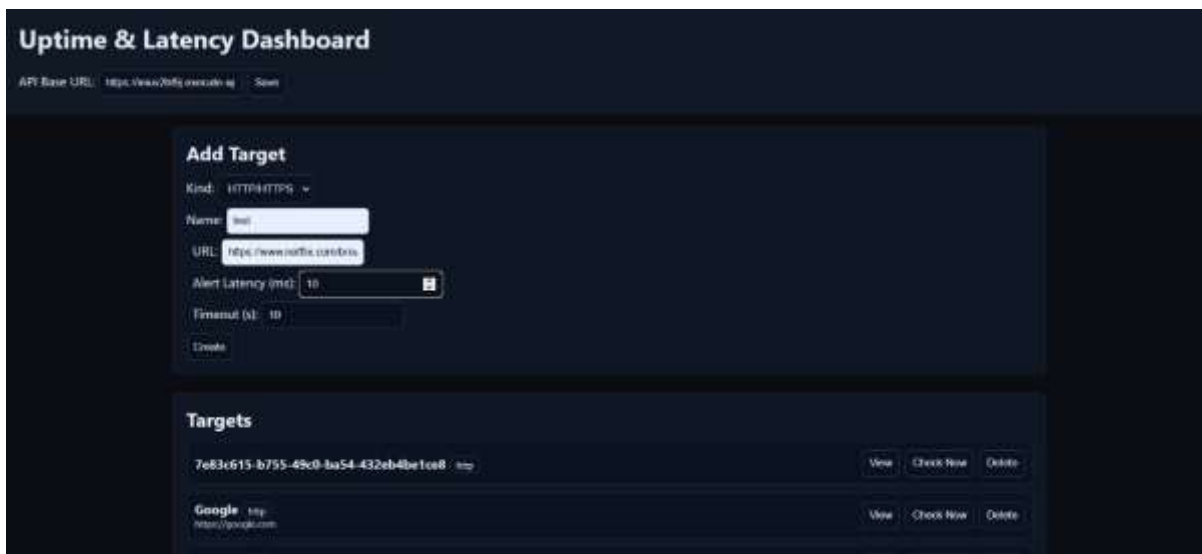 Uptime & Latency Dashboard
API Base URL: Save
Add Target
Kind: HTTP/HTTPS
Name: test
URL:
Alert Latency (ms): 10
Timeout (s): 10
Create
Targets
7e83c615-b755-49c0-ba54-432eb4be1ce8 http View Check Now Delete
Google http View Check Now Delete
https://google.com